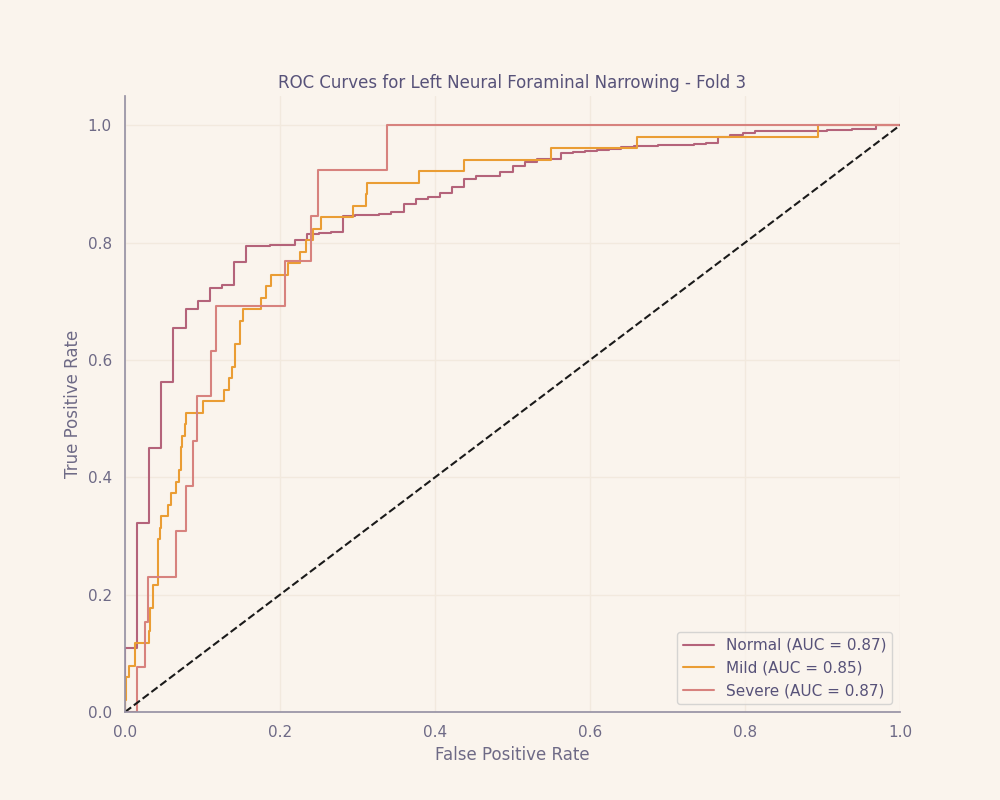 ROC Curves for Left Neural Foraminal Narrowing - Fold 3
True Positive Rate
1.0
0.8
0.6
0.4
0.2
0.0
0.0 0.2 0.4 0.6 0.8 1.0
False Positive Rate
Normal (AUC = 0.87)
Mild (AUC = 0.85)
Severe (AUC = 0.87)